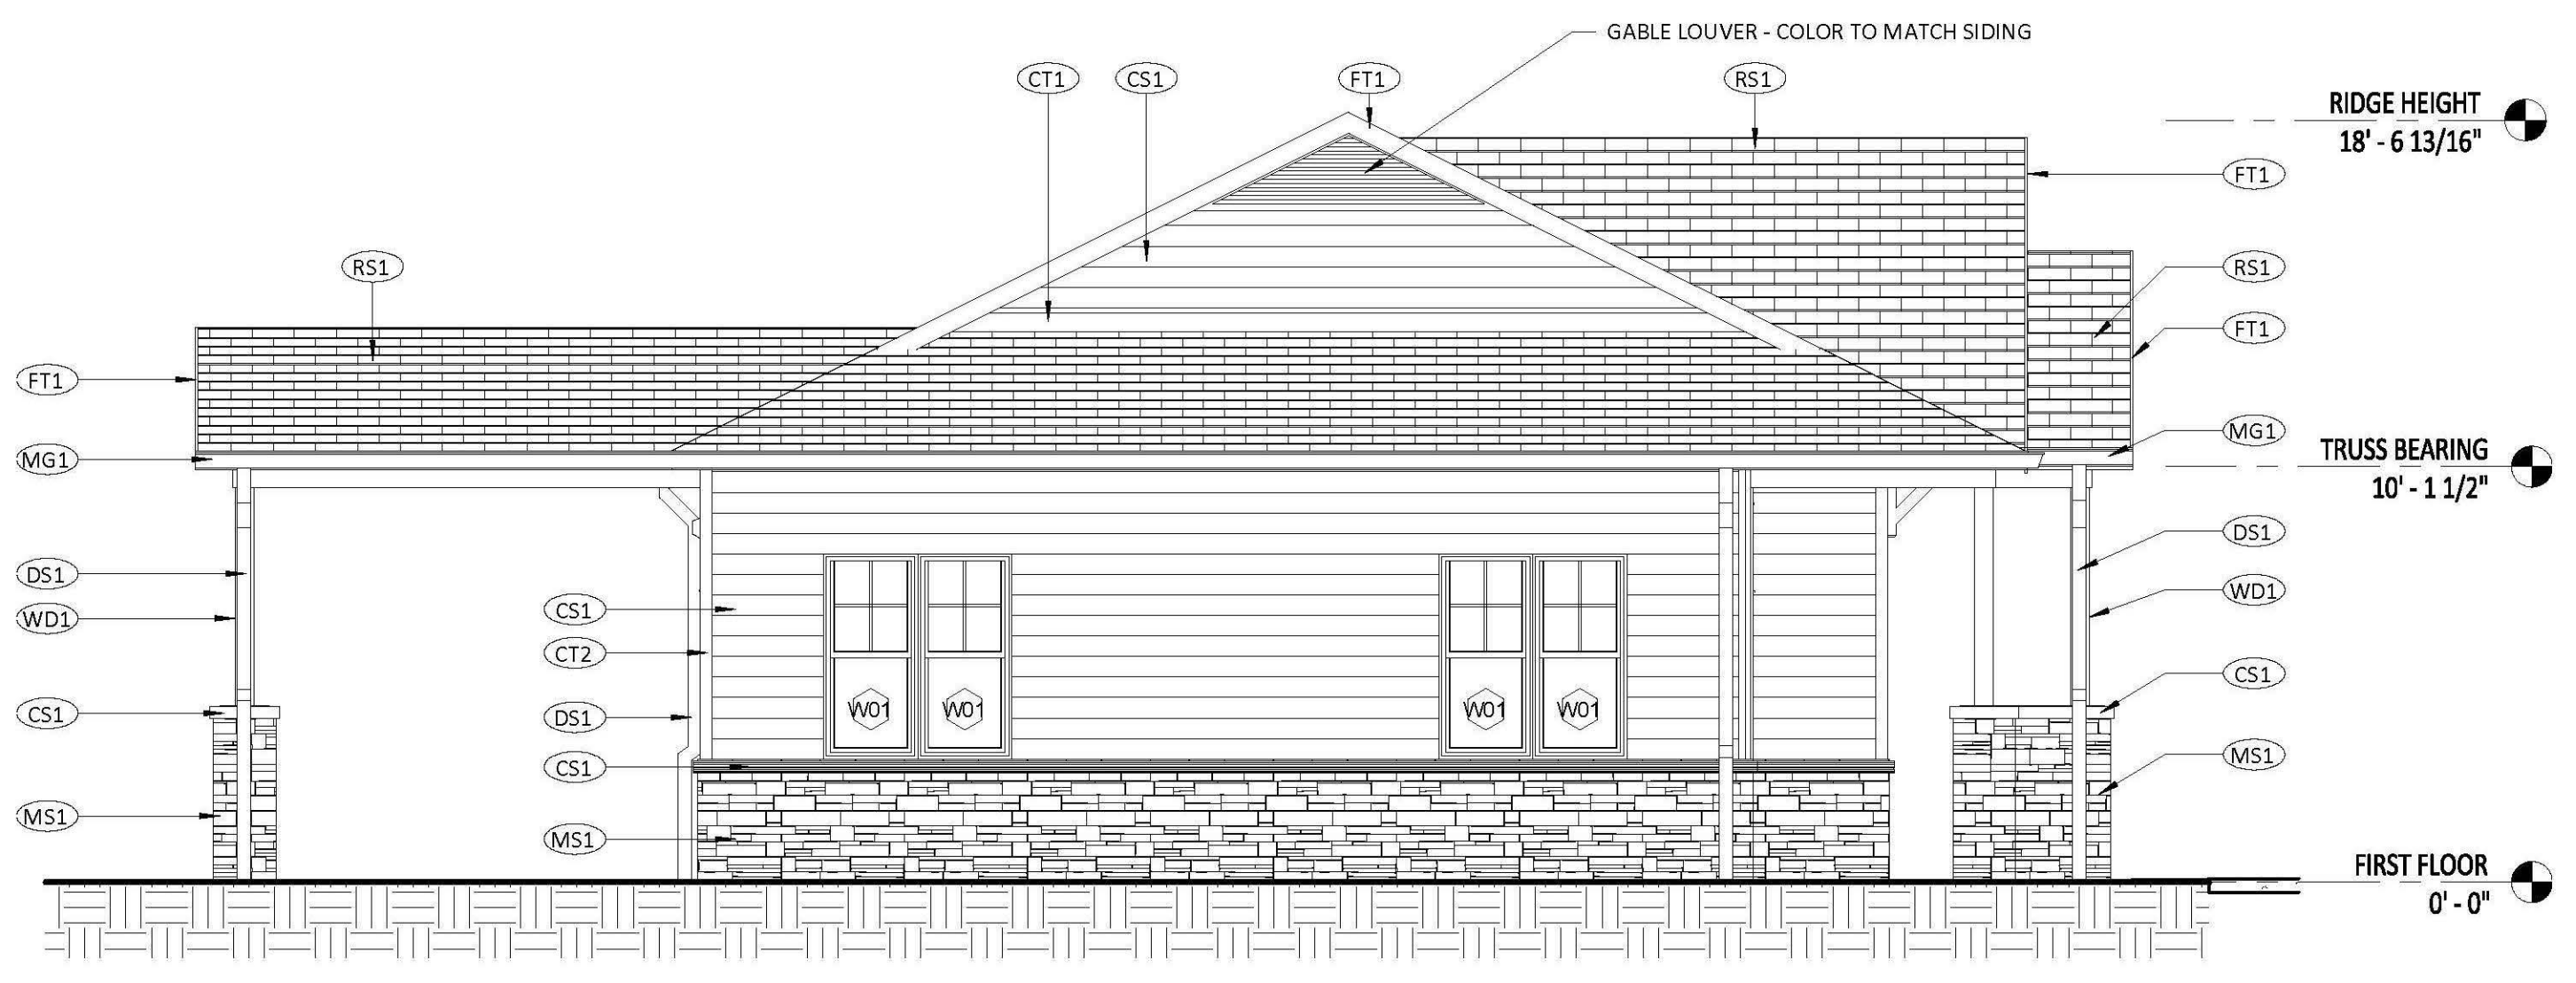 GABLE LOUVER - COLOR TO MATCH SIDING
CT1
CS1
FT1
RS1
RIDGE HEIGHT
18' - 6 13/16"
FT1
RS1
RS1
FT1
FT1
MG1
MG1
TRUSS BEARING
10' - 1 1/2"
DS1
DS1
WD1
WD1
CS1
CT2
CS1
CS1
DS1
W01
W01
W01
W01
CS1
MS1
MS1
MS1
FIRST FLOOR
0' - 0"